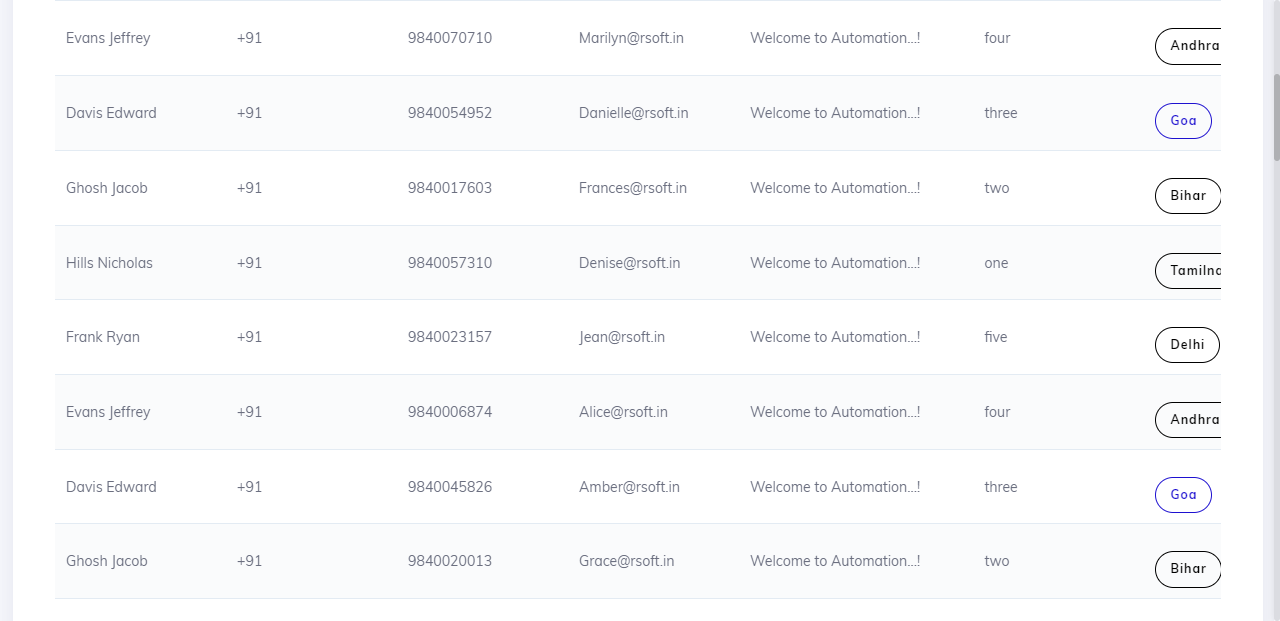 Evans Jeffrey +91 9840070710 Marilyn@rsoft.in Welcome to Automation...! four Andhra
Davis Edward +91 9840054952 Danielle@rsoft.in Welcome to Automation...! three Goa
Ghosh Jacob +91 9840017603 Frances@rsoft.in Welcome to Automation...! two Bihar
Hills Nicholas +91 9840057310 Denise@rsoft.in Welcome to Automation...! one Tamilna
Frank Ryan +91 9840023157 Jean@rsoft.in Welcome to Automation...! five Delhi
Evans Jeffrey +91 9840006874 Alice@rsoft.in Welcome to Automation...! four Andhra
Davis Edward +91 9840045826 Amber@rsoft.in Welcome to Automation...! three Goa
Ghosh Jacob +91 9840020013 Grace@rsoft.in Welcome to Automation...! two Bihar